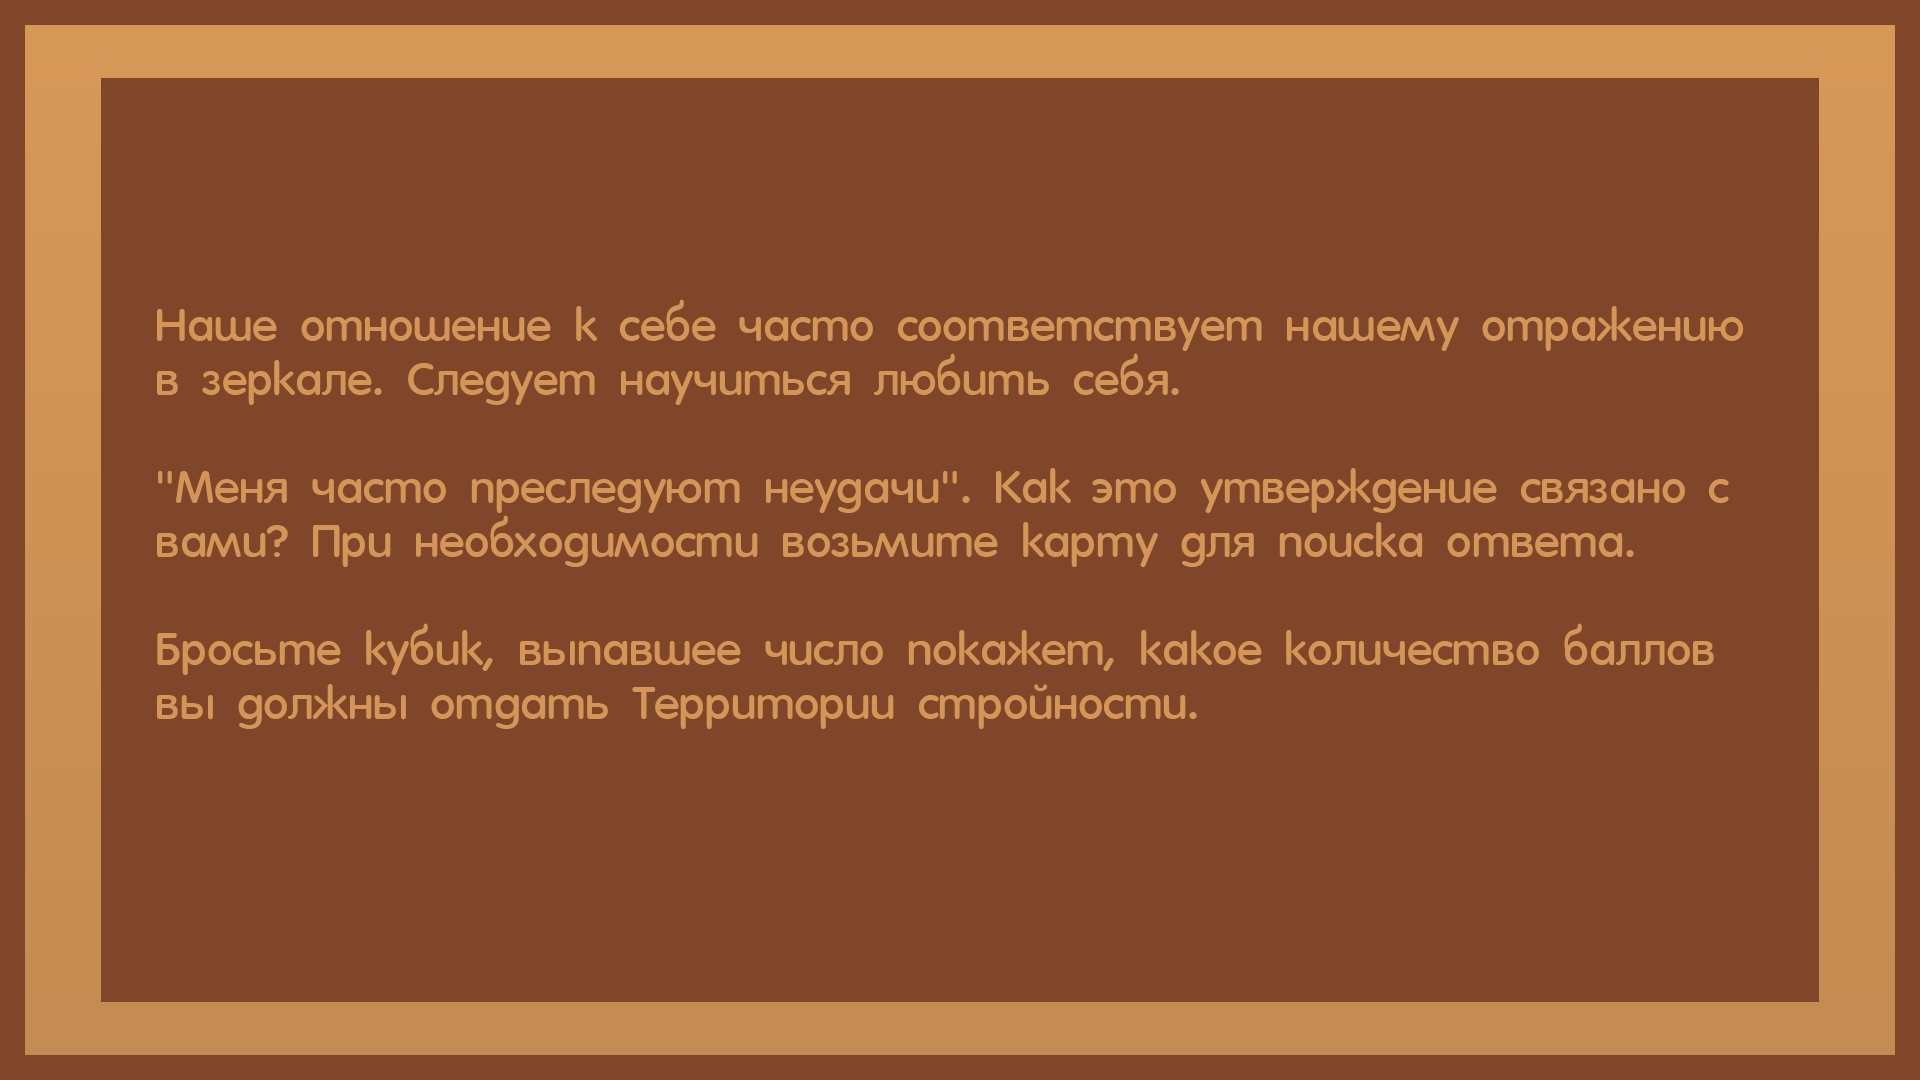 Наше отношение к себе часто соответствует нашему отражению
в зеркале. Следует научиться любить себя.
"Меня часто преследуют неудачи". Как это утверждение связано с
вами? При необходимости возьмите карту для поиска ответа.
Бросьте кубик, выпавшее число покажет, какое количество баллов
вы должны отдать Территории стройности.